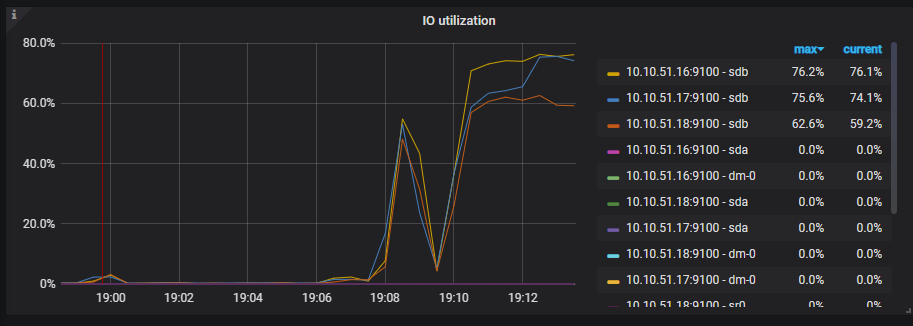 i
IO utilization
max▾ current
80.0%
60.0%
40.0%
20.0%
0%
19:00 19:02 19:04 19:06 19:08 19:10 19:12
10.10.51.16:9100 - sdb 76.2% 76.1%
10.10.51.17:9100 - sdb 75.6% 74.1%
10.10.51.18:9100 - sdb 62.6% 59.2%
10.10.51.16:9100 - sda 0.0% 0.0%
10.10.51.16:9100 - dm-0 0.0% 0.0%
10.10.51.18:9100 - sda 0.0% 0.0%
10.10.51.17:9100 - sda 0.0% 0.0%
10.10.51.18:9100 - dm-0 0.0% 0.0%
10.10.51.17:9100 - dm-0 0.0% 0.0%
10.10.51.18:9100 - sr0 0% 0%